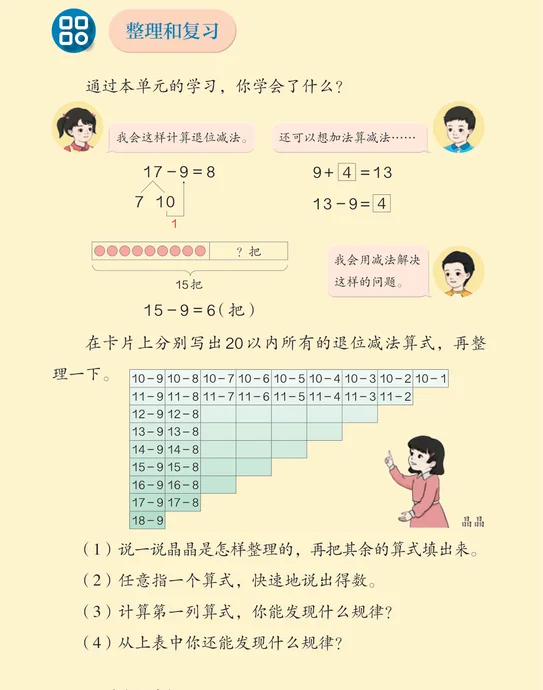 整理和复习
通过本单元的学习，你学会了什么？
我会这样计算退位减法。
还可以想加法算减法……
17－9＝8
7 10
1
9＋4＝13
13－9＝4
？把
15把
15－9＝6（把）
我会用减法解决
这样的问题。
在卡片上分别写出20以内所有的退位减法算式，再整
理一下。
10－9 10－8 10－7 10－6 10－5 10－4 10－3 10－2 10－1
11－9 11－8 11－7 11－6 11－5 11－4 11－3 11－2
12－9 12－8
13－9 13－8
14－9 14－8
15－9 15－8
16－9 16－8
17－9 17－8
18－9
晶晶
（1）说一说晶晶是怎样整理的，再把其余的算式填出来。
（2）任意指一个算式，快速地说出得数。
（3）计算第一列算式，你能发现什么规律？
（4）从上表中你还能发现什么规律？